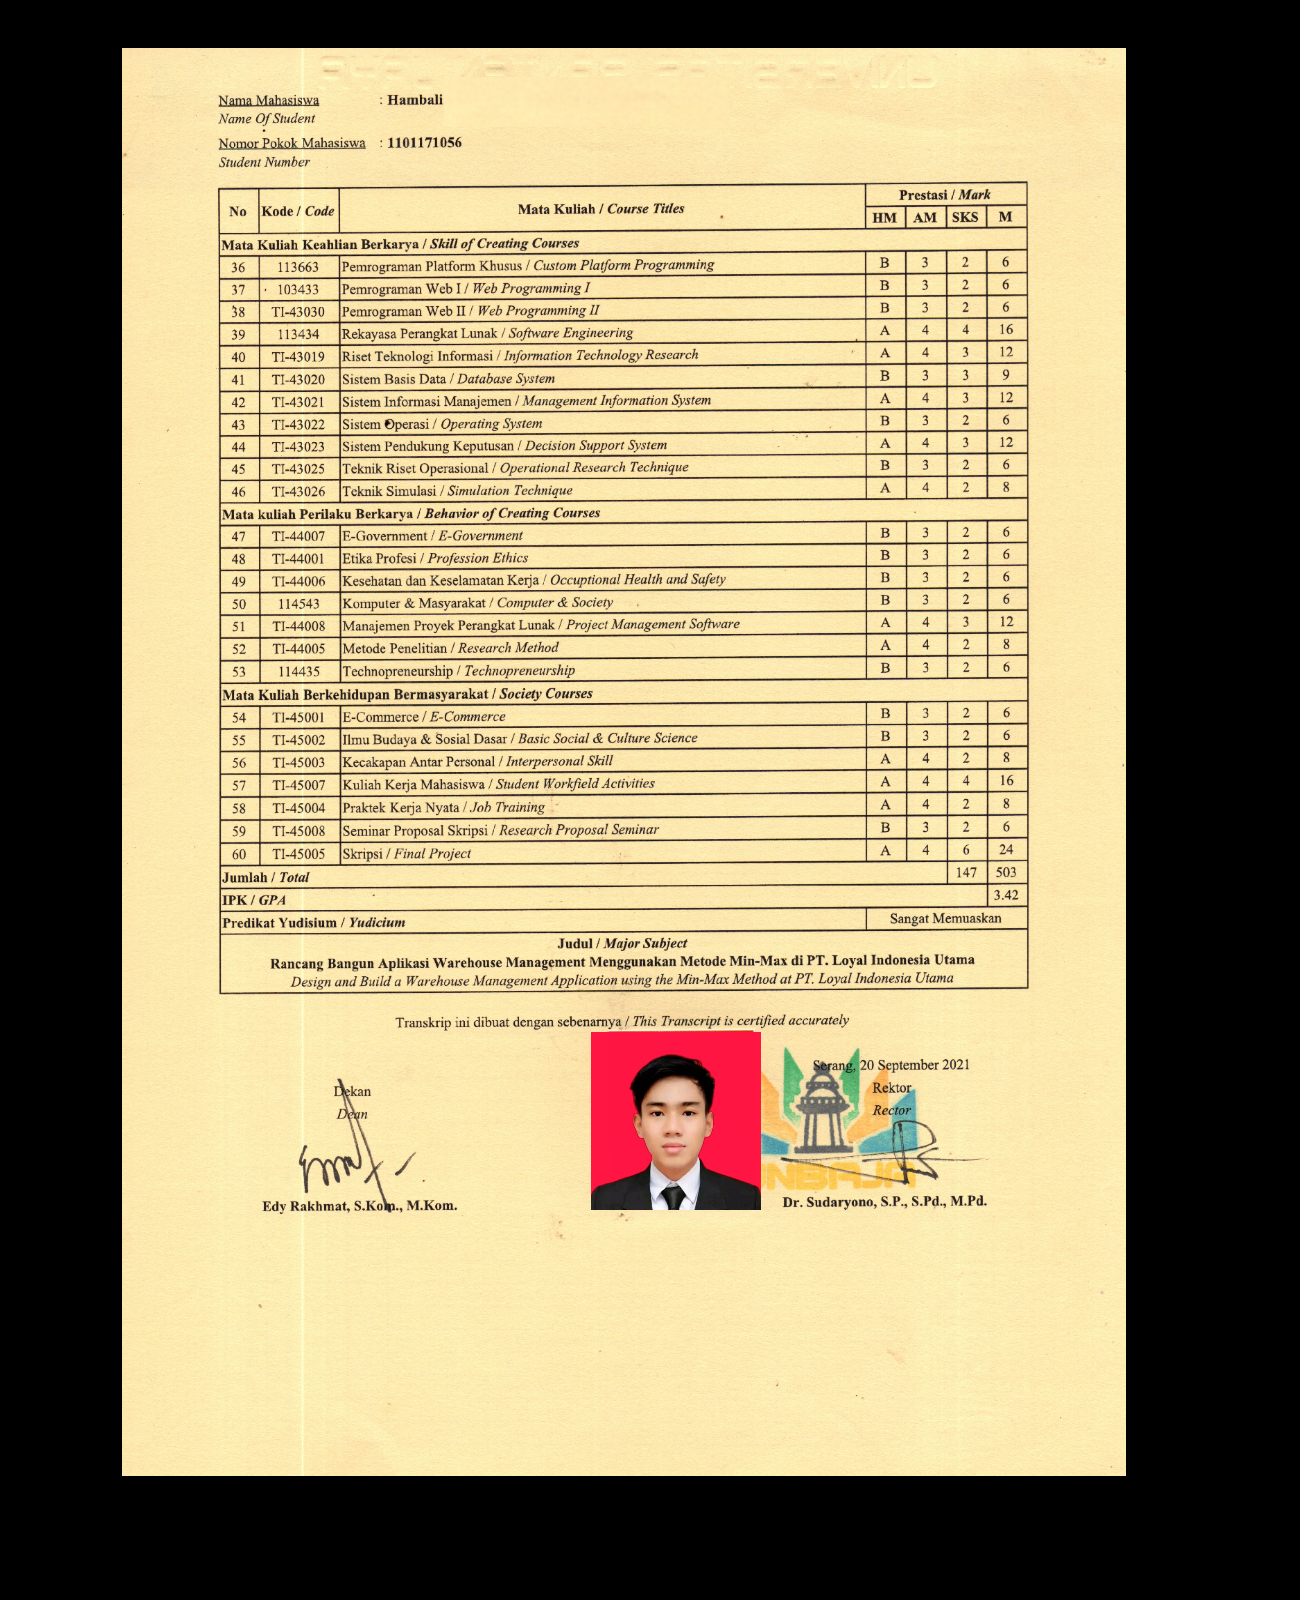 UNIVERSITAS BANTEN JAYA
Nama Mahasiswa : Hambali
Name Of Student
Nomor Pokok Mahasiswa : 1101171056
Student Number
No Kode / Code Mata Kuliah / Course Titles Prestasi / Mark
HM AM SKS M
Mata Kuliah Keahlian Berkarya / Skill of Creating Courses
36 113663 Pemrograman Platform Khusus / Custom Platform Programming B 3 2 6
37 103433 Pemrograman Web I / Web Programming I B 3 2 6
38 TI-43030 Pemrograman Web II / Web Programming II B 3 2 6
39 113434 Rekayasa Perangkat Lunak / Software Engineering A 4 4 16
40 TI-43019 Riset Teknologi Informasi / Information Technology Research A 4 3 12
41 TI-43020 Sistem Basis Data / Database System B 3 3 9
42 TI-43021 Sistem Informasi Manajemen / Management Information System A 4 3 12
43 TI-43022 Sistem Operasi / Operating System B 3 2 6
44 TI-43023 Sistem Pendukung Keputusan / Decision Support System A 4 3 12
45 TI-43025 Teknik Riset Operasional / Operational Research Technique B 3 2 6
46 TI-43026 Teknik Simulasi / Simulation Technique A 4 2 8
Mata kuliah Perilaku Berkarya / Behavior of Creating Courses
47 TI-44007 E-Government / E-Government B 3 2 6
48 TI-44001 Etika Profesi / Profession Ethics B 3 2 6
49 TI-44006 Kesehatan dan Keselamatan Kerja / Occuptional Health and Safety B 3 2 6
50 114543 Komputer & Masyarakat / Computer & Society B 3 2 6
51 TI-44008 Manajemen Proyek Perangkat Lunak / Project Management Software A 4 3 12
52 TI-44005 Metode Penelitian / Research Method A 4 2 8
53 114435 Technopreneurship / Technopreneurship B 3 2 6
Mata Kuliah Berkehidupan Bermasyarakat / Society Courses
54 TI-45001 E-Commerce / E-Commerce B 3 2 6
55 TI-45002 Ilmu Budaya & Sosial Dasar / Basic Social & Culture Science B 3 2 6
56 TI-45003 Kecakapan Antar Personal / Interpersonal Skill A 4 2 8
57 TI-45007 Kuliah Kerja Mahasiswa / Student Workfield Activities A 4 4 16
58 TI-45004 Praktek Kerja Nyata / Job Training A 4 2 8
59 TI-45008 Seminar Proposal Skripsi / Research Proposal Seminar B 3 2 6
60 TI-45005 Skripsi / Final Project A 4 6 24
Jumlah / Total 147 503
IPK / GPA 3.42
Predikat Yudisium / Yudicium Sangat Memuaskan
Judul / Major Subject
Rancang Bangun Aplikasi Warehouse Management Menggunakan Metode Min-Max di PT. Loyal Indonesia Utama
Design and Build a Warehouse Management Application using the Min-Max Method at PT. Loyal Indonesia Utama
Transkrip ini dibuat dengan sebenarnya / This Transcript is certified accurately
Serang, 20 September 2021
Dekan
Dean
Rektor
Rector
UNBAJA
Edy Rakhmat, S.Kom., M.Kom.
Dr. Sudaryono, S.P., S.Pd., M.Pd.